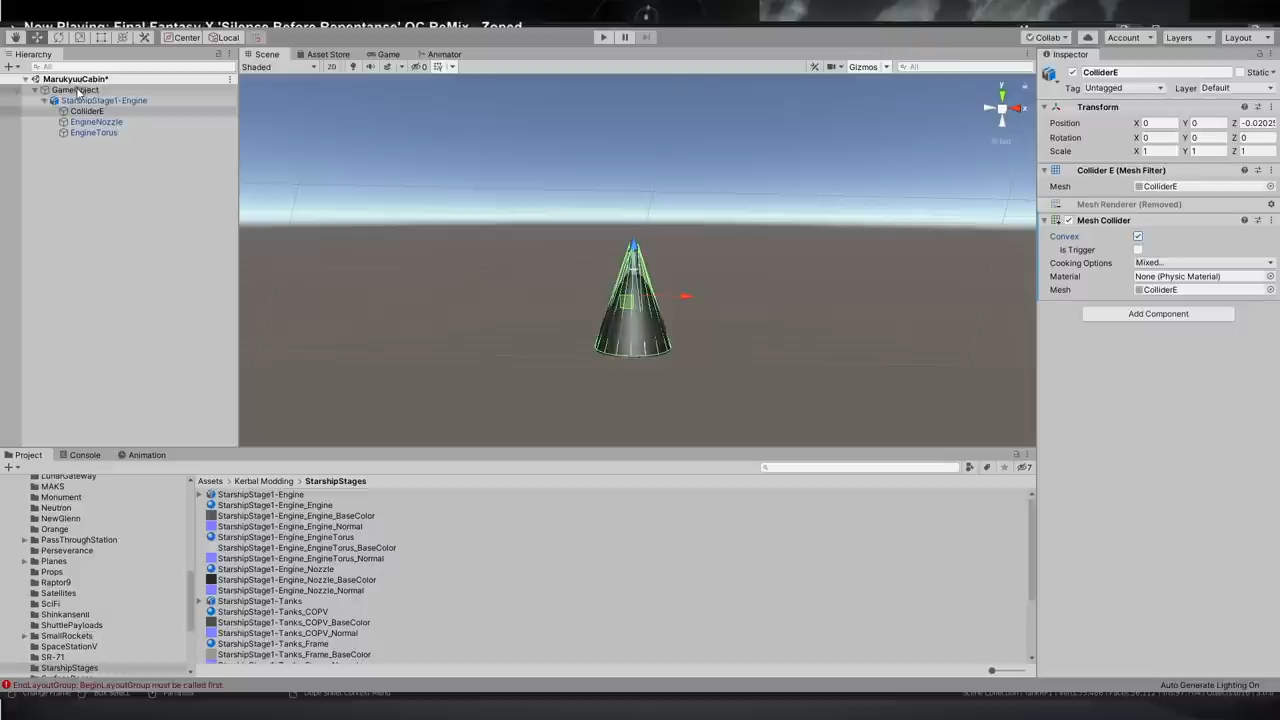 Now Playing: Final Fantasy X 'Silence Before Repentance' OC ReMix - Zoned
Center Local Collab Account Layers Layout
Hierarchy
All
MarukyuuCabin*
GameObject
StarshipStage1-Engine
ColliderE
EngineNozzle
EngineTorus
Scene Asset Store Game Animator
Shaded 2D 0 Gizmos All
y
x
Iso
Inspector
ColliderE Static
Tag Untagged Layer Default
Transform
Position X 0 Y 0 Z -0.0202
Rotation X 0 Y 0 Z 0
Scale X 1 Y 1 Z 1
Collider E (Mesh Filter)
Mesh ColliderE
Mesh Renderer (Removed)
Mesh Collider
Convex
Is Trigger
Cooking Options Mixed...
Material None (Physic Material)
Mesh ColliderE
Add Component
Project Console Animation
7
LunarGateway
MAKS
Monument
Neutron
NewGlenn
Orange
PassThroughStation
Perseverance
Planes
Props
Raptor9
Satellites
SciFi
ShinkansenII
ShuttlePayloads
SmallRockets
SpaceStationV
SR-71
StarshipStages
Assets > Kerbal Modding > StarshipStages
StarshipStage1-Engine
StarshipStage1-Engine_Engine
StarshipStage1-Engine_Engine_BaseColor
StarshipStage1-Engine_Engine_Normal
StarshipStage1-Engine_EngineTorus
StarshipStage1-Engine_EngineTorus_BaseColor
StarshipStage1-Engine_EngineTorus_Normal
StarshipStage1-Engine_Nozzle
StarshipStage1-Engine_Nozzle_BaseColor
StarshipStage1-Engine_Nozzle_Normal
StarshipStage1-Tanks
StarshipStage1-Tanks_COPV
StarshipStage1-Tanks_COPV_BaseColor
StarshipStage1-Tanks_COPV_Normal
StarshipStage1-Tanks_Frame
StarshipStage1-Tanks_Frame_BaseColor
EndLayoutGroup: BeginLayoutGroup must be called first.
Auto Generate Lighting On